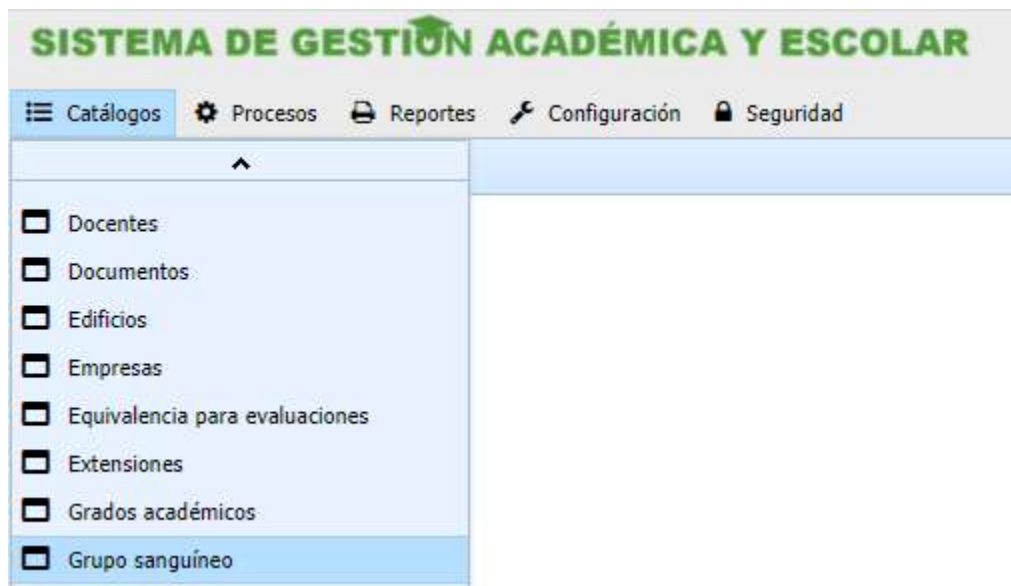 SISTEMA DE GESTIÓN ACADÉMICA Y ESCOLAR
Catálogos Procesos Reportes Configuración Seguridad
Docentes
Documentos
Edificios
Empresas
Equivalencia para evaluaciones
Extensiones
Grados académicos
Grupo sanguíneo